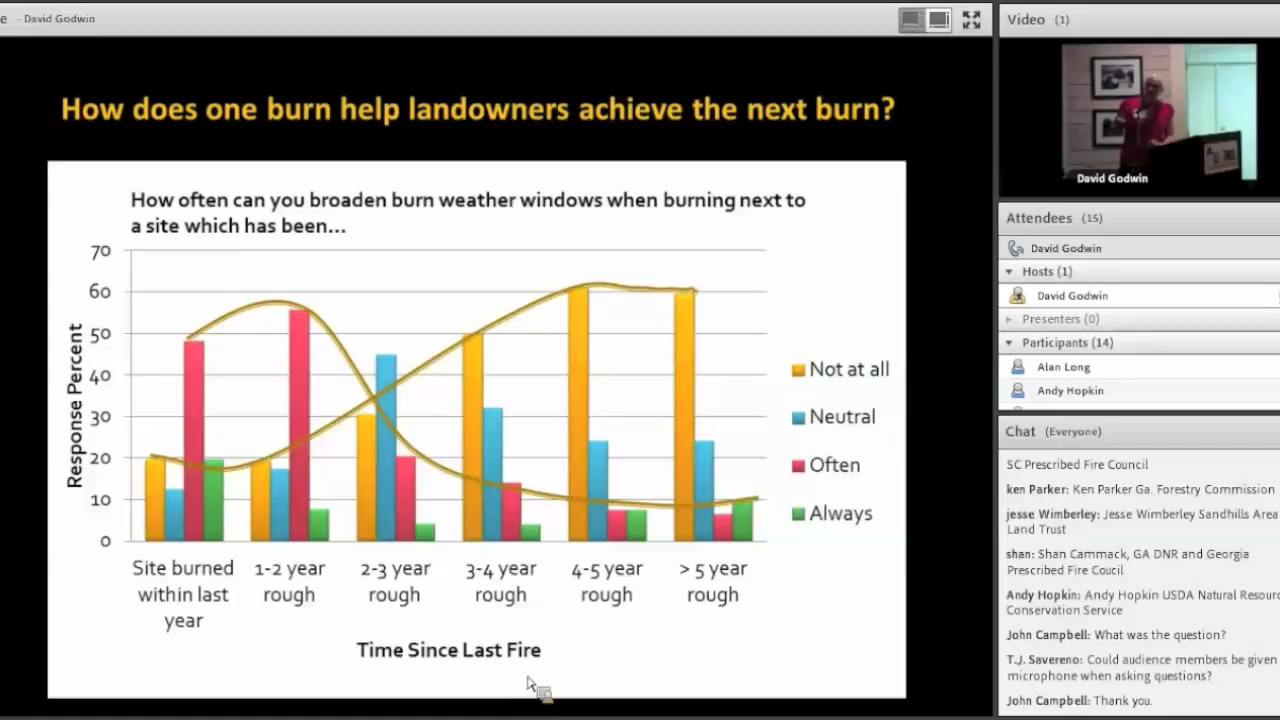 e - David Godwin
How does one burn help landowners achieve the next burn?
How often can you broaden burn weather windows when burning next to
a site which has been...
70
60
50
40
30
20
10
0
Response Percent
Site burned
within last
year
1-2 year
rough
2-3 year
rough
3-4 year
rough
4-5 year
rough
> 5 year
rough
Time Since Last Fire
Not at all
Neutral
Often
Always
Video (1)
David Godwin
Attendees (15)
David Godwin
Hosts (1)
David Godwin
Presenters (0)
Participants (14)
Alan Long
Andy Hopkin
Chat (Everyone)
SC Prescribed Fire Council
ken Parker: Ken Parker Ga. Forestry Commission
jesse Wimberley: Jesse Wimberley Sandhills Area
Land Trust
shan: Shan Cammack, GA DNR and Georgia
Prescribed Fire Coucil
Andy Hopkin: Andy Hopkin USDA Natural Resourc
Conservation Service
John Campbell: What was the question?
T.J. Savereno: Could audience members be given
microphone when asking questions?
John Campbell: Thank you.